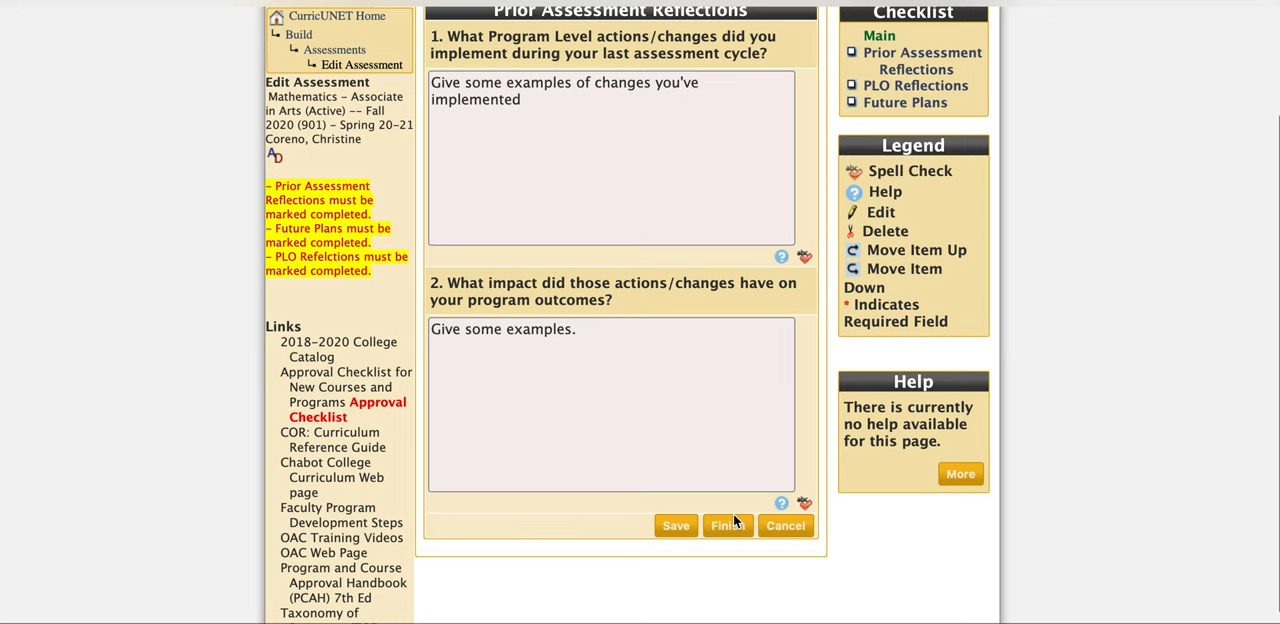 CurricUNET Home
Build
Assessments
Edit Assessment
Edit Assessment
Mathematics - Associate
in Arts (Active) -- Fall
2020 (901) - Spring 20-21
Coreno, Christine
AD
- Prior Assessment
Reflections must be
marked completed.
- Future Plans must be
marked completed.
- PLO Refelctions must be
marked completed.
Links
2018-2020 College
Catalog
Approval Checklist for
New Courses and
Programs Approval
Checklist
COR: Curriculum
Reference Guide
Chabot College
Curriculum Web
page
Faculty Program
Development Steps
OAC Training Videos
OAC Web Page
Program and Course
Approval Handbook
(PCAH) 7th Ed
Taxonomy of
Prior Assessment Reflections
1. What Program Level actions/changes did you
implement during your last assessment cycle?
Give some examples of changes you've
implemented
2. What impact did those actions/changes have on
your program outcomes?
Give some examples.
Save Finish Cancel
Checklist
Main
Prior Assessment
Reflections
PLO Reflections
Future Plans
Legend
Spell Check
Help
Edit
Delete
Move Item Up
Move Item
Down
* Indicates
Required Field
Help
There is currently
no help available
for this page.
More